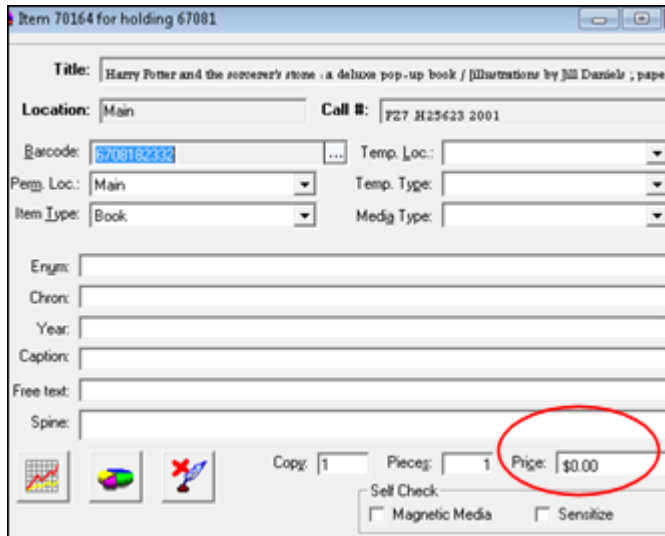 Item 70164 for holding 67081
Title: Harry Potter and the sorcerer's stone : a deluxe pop-up book / [illustrations by Jill Daniels ; pape
Location: Main Call #: PZ7 .H25623 2001
Barcode: 6708182332 ... Temp. Loc.:
Perm. Loc.: Main Temp. Type:
Item Type: Book Media Type:
Enum:
Chron:
Year:
Caption:
Free text:
Spine:
Copy: 1 Pieces: 1 Price: $0.00
Self Check
Magnetic Media Sensitize